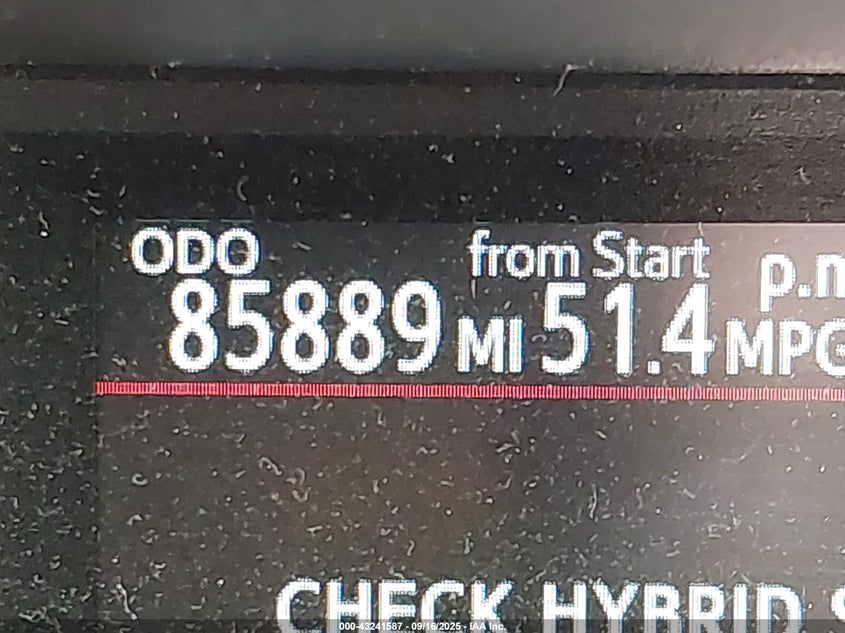 ODO from Start p.m
85889 MI 51.4 MPG
CHECK HYBRID
000-43241587 - 09/16/2025 - IAA Inc.